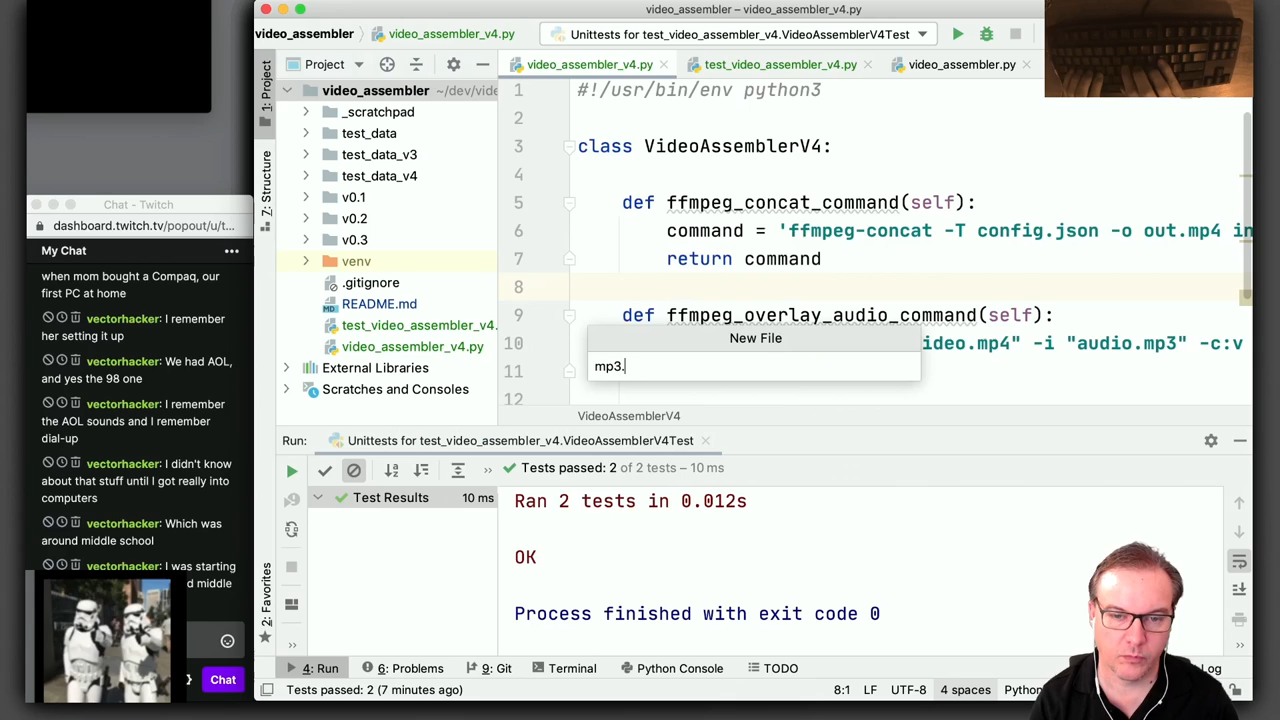 video_assembler – video_assembler_v4.py
video_assembler
video_assembler_v4.py
Unittests for test_video_assembler_v4.VideoAssemblerV4Test
Project
video_assembler_v4.py
test_video_assembler_v4.py
video_assembler.py
1: Project
7: Structure
2: Favorites
video_assembler ~/dev/vide
_scratchpad
test_data
test_data_v3
test_data_v4
v0.1
v0.2
v0.3
venv
.gitignore
README.md
test_video_assembler_v4.
video_assembler_v4.py
External Libraries
Scratches and Consoles
1 #!/usr/bin/env python3
2
3 class VideoAssemblerV4:
4
5 def ffmpeg_concat_command(self):
6 command = 'ffmpeg-concat -T config.json -o out.mp4 in
7 return command
8
9 def ffmpeg_overlay_audio_command(self):
10 ideo.mp4" -i "audio.mp3" -c:v
11
12
New File
mp3.
VideoAssemblerV4
Run:
Unittests for test_video_assembler_v4.VideoAssemblerV4Test
Tests passed: 2 of 2 tests – 10 ms
Test Results 10 ms
Ran 2 tests in 0.012s
OK
Process finished with exit code 0
4: Run
6: Problems
9: Git
Terminal
Python Console
TODO
Log
Tests passed: 2 (7 minutes ago)
8:1 LF UTF-8 4 spaces Python
Chat - Twitch
dashboard.twitch.tv/popout/u/t...
My Chat
when mom bought a Compaq, our
first PC at home
vectorhacker: I remember
her setting it up
vectorhacker: We had AOL,
and yes the 98 one
vectorhacker: I remember
the AOL sounds and I remember
dial-up
vectorhacker: I didn't know
about that stuff until I got really into
computers
vectorhacker: Which was
around middle school
vectorhacker: I was starting
d middle
Chat